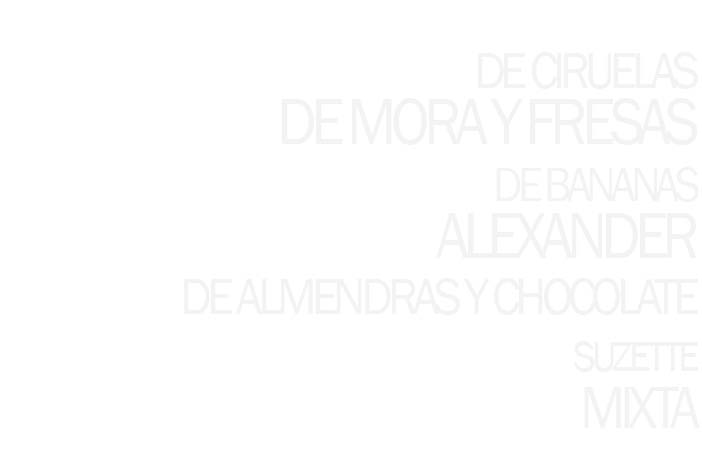 DE CIRUELAS
DE MORA Y FRESAS
DE BANANAS
ALEXANDER
DE ALMENDRAS Y CHOCOLATE
SUZETTE
MIXTA